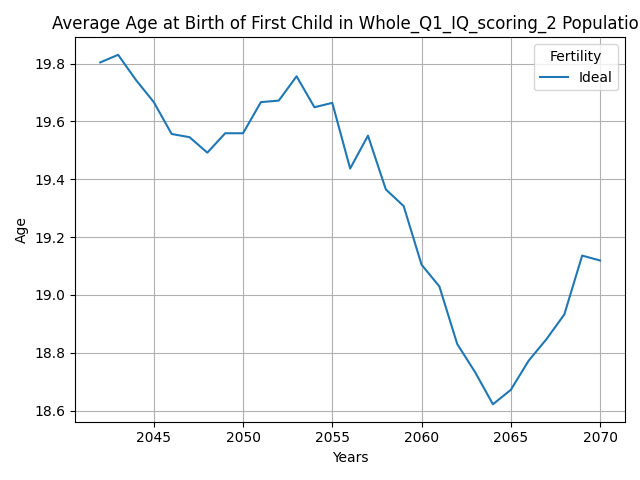 Average Age at Birth of First Child in Whole_Q1_IQ_scoring_2 Populatio
Fertility
Ideal
Age
19.8
19.6
19.4
19.2
19.0
18.8
18.6
2045 2050 2055 2060 2065 2070
Years